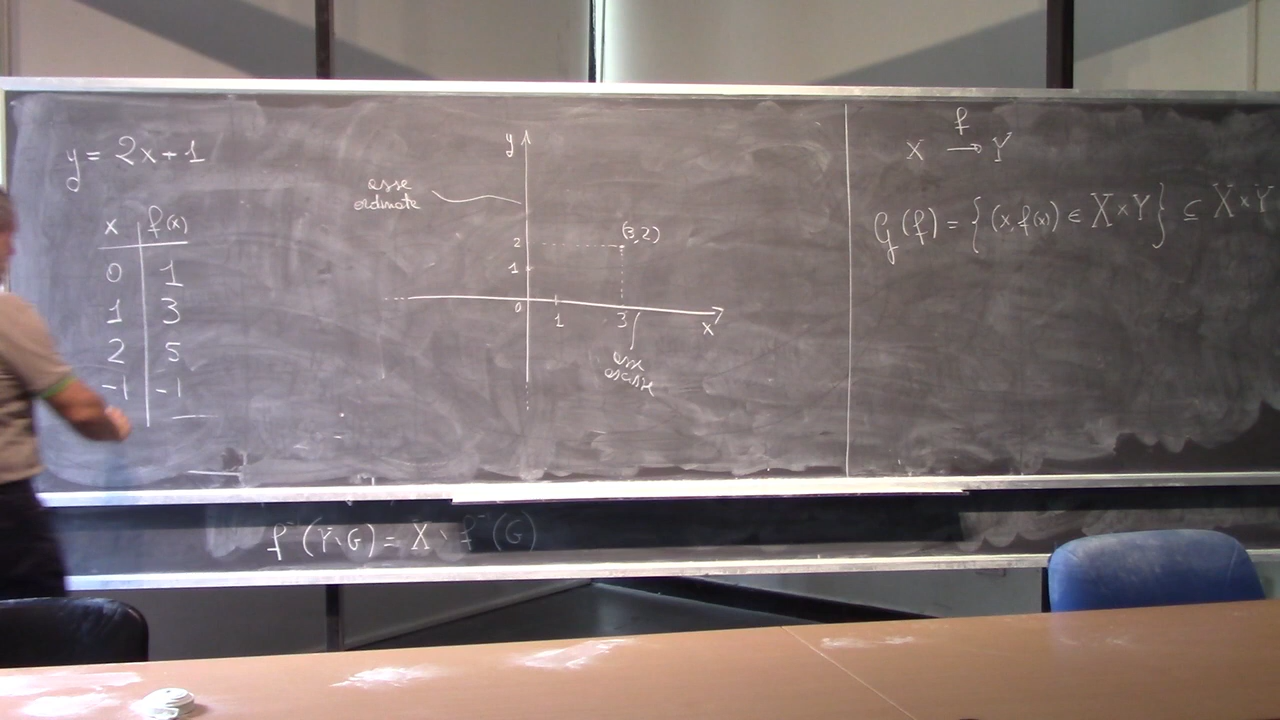 y = 2x+1
x f(x)
0 1
1 3
2 5
-1 -1
y
asse
ordinate
2 (3,2)
1
0 1 3 x
asse
ascisse
f
X → Y
G(f) = {(x, f(x)) ∈ X×Y} ⊆ X×Y
f⁻¹(Y∖G) = X∖f⁻¹(G)